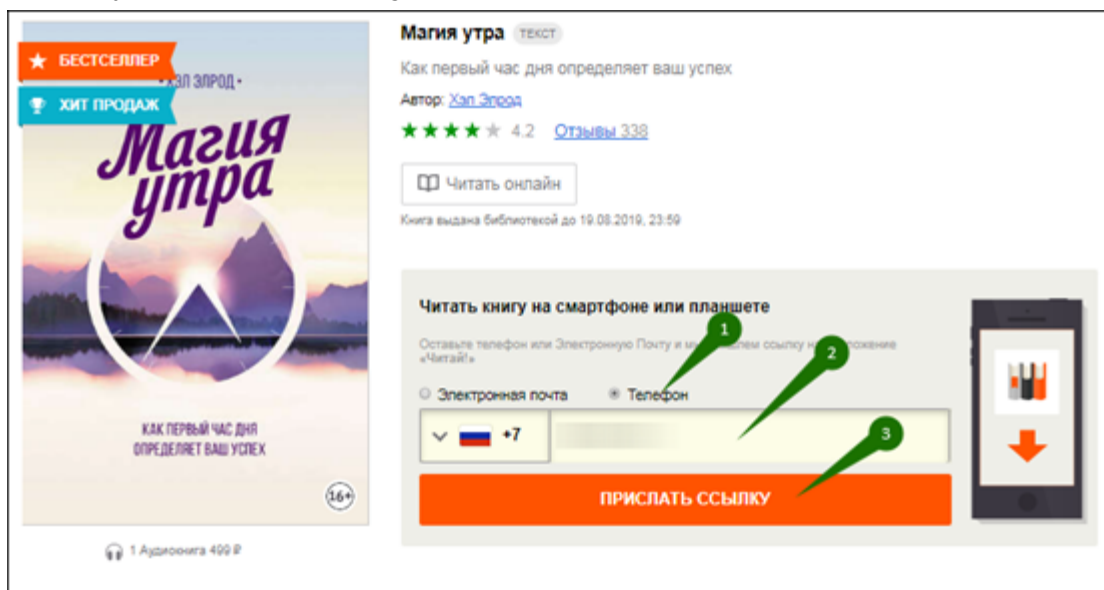 БЕСТСЕЛЛЕР
• ХЭЛ ЭЛРОД •
ХИТ ПРОДАЖ
Магия
утра
КАК ПЕРВЫЙ ЧАС ДНЯ
ОПРЕДЕЛЯЕТ ВАШ УСПЕХ
16+
1 Аудиокнига 499 ₽
Магия утра ТЕКСТ
Как первый час дня определяет ваш успех
Автор: Хэл Элрод
4.2 Отзывы 338
Читать онлайн
Книга выдана библиотекой до 19.08.2019, 23:59
Читать книгу на смартфоне или планшете
1
Оставьте телефон или Электронную Почту и мы ссылку на
2
«Читай!»
Электронная почта Телефон
+7
3
ПРИСЛАТЬ ССЫЛКУ